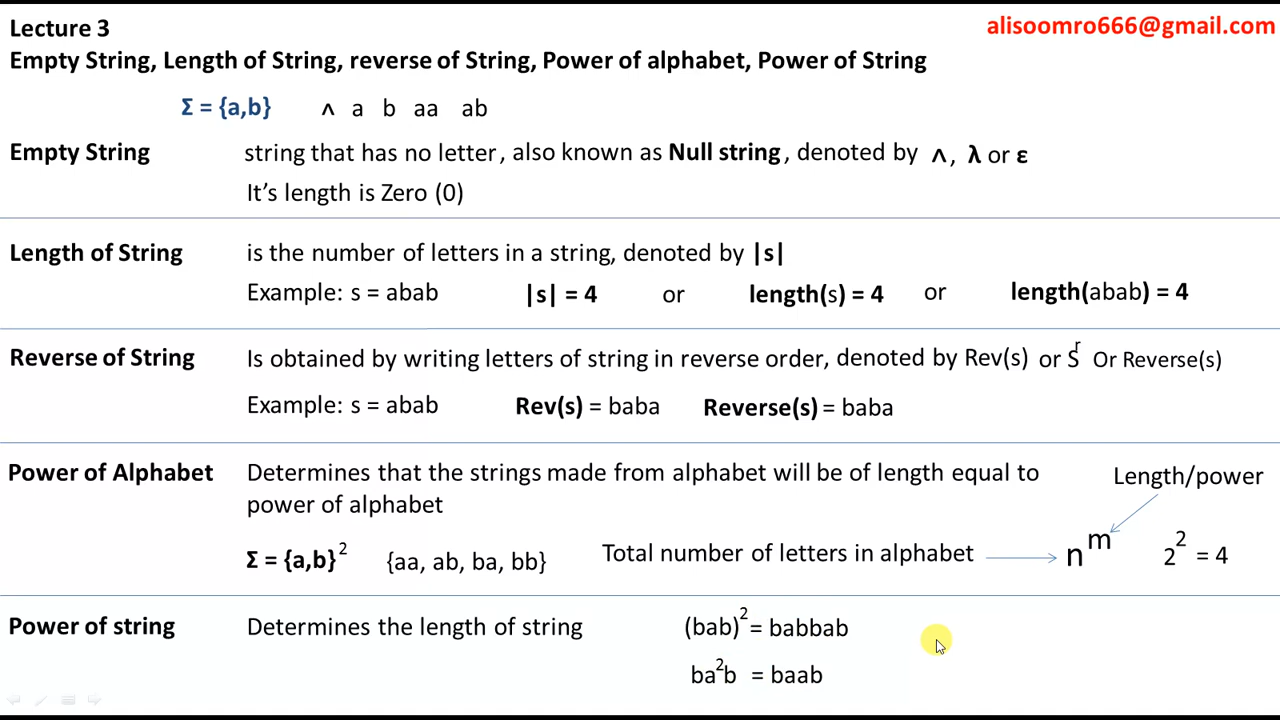 Lecture 3
alisoomro666@gmail.com
Empty String, Length of String, reverse of String, Power of alphabet, Power of String
Σ = {a,b} ʌ a b aa ab
Empty String string that has no letter, also known as Null string, denoted by ʌ, λ or ε
It’s length is Zero (0)
Length of String is the number of letters in a string, denoted by |s|
Example: s = abab |s| = 4 or length(s) = 4 or length(abab) = 4
Reverse of String Is obtained by writing letters of string in reverse order, denoted by Rev(s) or Sʳ Or Reverse(s)
Example: s = abab Rev(s) = baba Reverse(s) = baba
Power of Alphabet Determines that the strings made from alphabet will be of length equal to
power of alphabet
Length/power
Σ = {a,b}² {aa, ab, ba, bb} Total number of letters in alphabet nᵐ 2² = 4
Power of string Determines the length of string (bab)² = babbab
ba²b = baab